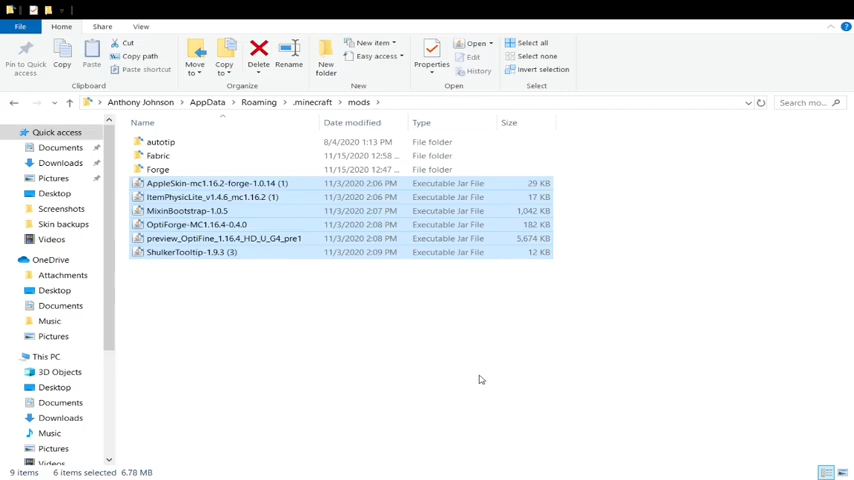 File Home Share View
Pin to Quick access
Copy
Paste
Cut
Copy path
Paste shortcut
Move to
Copy to
Delete
Rename
New folder
New item
Easy access
Properties
Open
Edit
History
Select all
Select none
Invert selection
Clipboard Organize New Open Select
Anthony Johnson > AppData > Roaming > .minecraft > mods >
Search mo...
Name Date modified Type Size
autotip 8/4/2020 1:13 PM File folder
Fabric 11/15/2020 12:58 ... File folder
Forge 11/15/2020 12:47 ... File folder
AppleSkin-mc1.16.2-forge-1.0.14 (1) 11/3/2020 2:06 PM Executable Jar File 29 KB
ItemPhysicLite_v1.4.6_mc1.16.2 (1) 11/3/2020 2:06 PM Executable Jar File 17 KB
MixinBootstrap-1.0.5 11/3/2020 2:07 PM Executable Jar File 1,042 KB
OptiForge-MC1.16.4-0.4.0 11/3/2020 2:08 PM Executable Jar File 182 KB
preview_OptiFine_1.16.4_HD_U_G4_pre1 11/3/2020 2:08 PM Executable Jar File 5,674 KB
ShulkerTooltip-1.9.3 (3) 11/3/2020 2:09 PM Executable Jar File 12 KB
Quick access
Documents
Downloads
Pictures
Desktop
Screenshots
Skin backups
Videos
OneDrive
Attachments
Desktop
Documents
Music
Pictures
This PC
3D Objects
Desktop
Documents
Downloads
Music
Pictures
Videos
9 items 6 items selected 6.78 MB